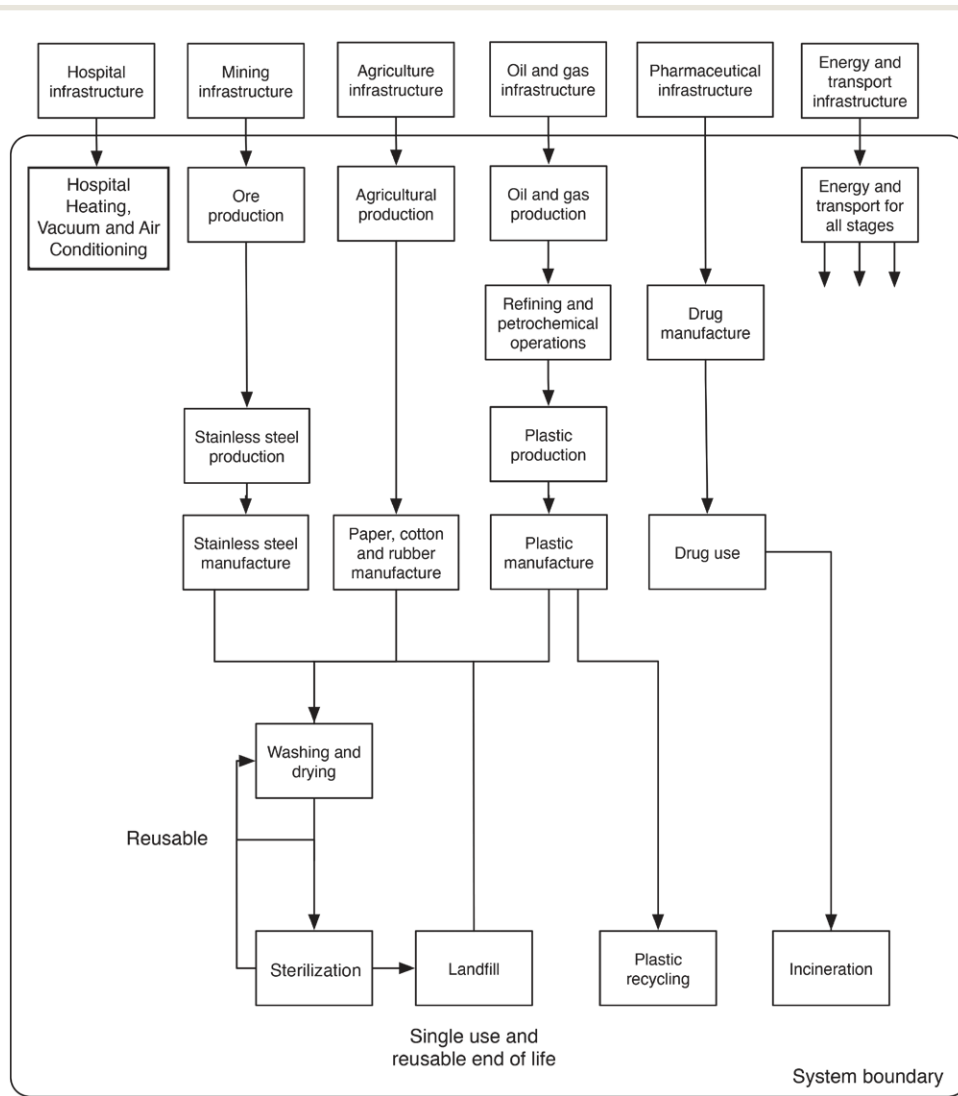 Hospital
infrastructure
Mining
infrastructure
Agriculture
infrastructure
Oil and gas
infrastructure
Pharmaceutical
infrastructure
Energy and
transport
infrastructure
Hospital
Heating,
Vacuum and Air
Conditioning
Ore
production
Agricultural
production
Oil and gas
production
Energy and
transport for
all stages
Refining and
petrochemical
operations
Drug
manufacture
Stainless steel
production
Plastic
production
Stainless steel
manufacture
Paper, cotton
and rubber
manufacture
Plastic
manufacture
Drug use
Washing and
drying
Reusable
Sterilization
Landfill
Plastic
recycling
Incineration
Single use and
reusable end of life
System boundary